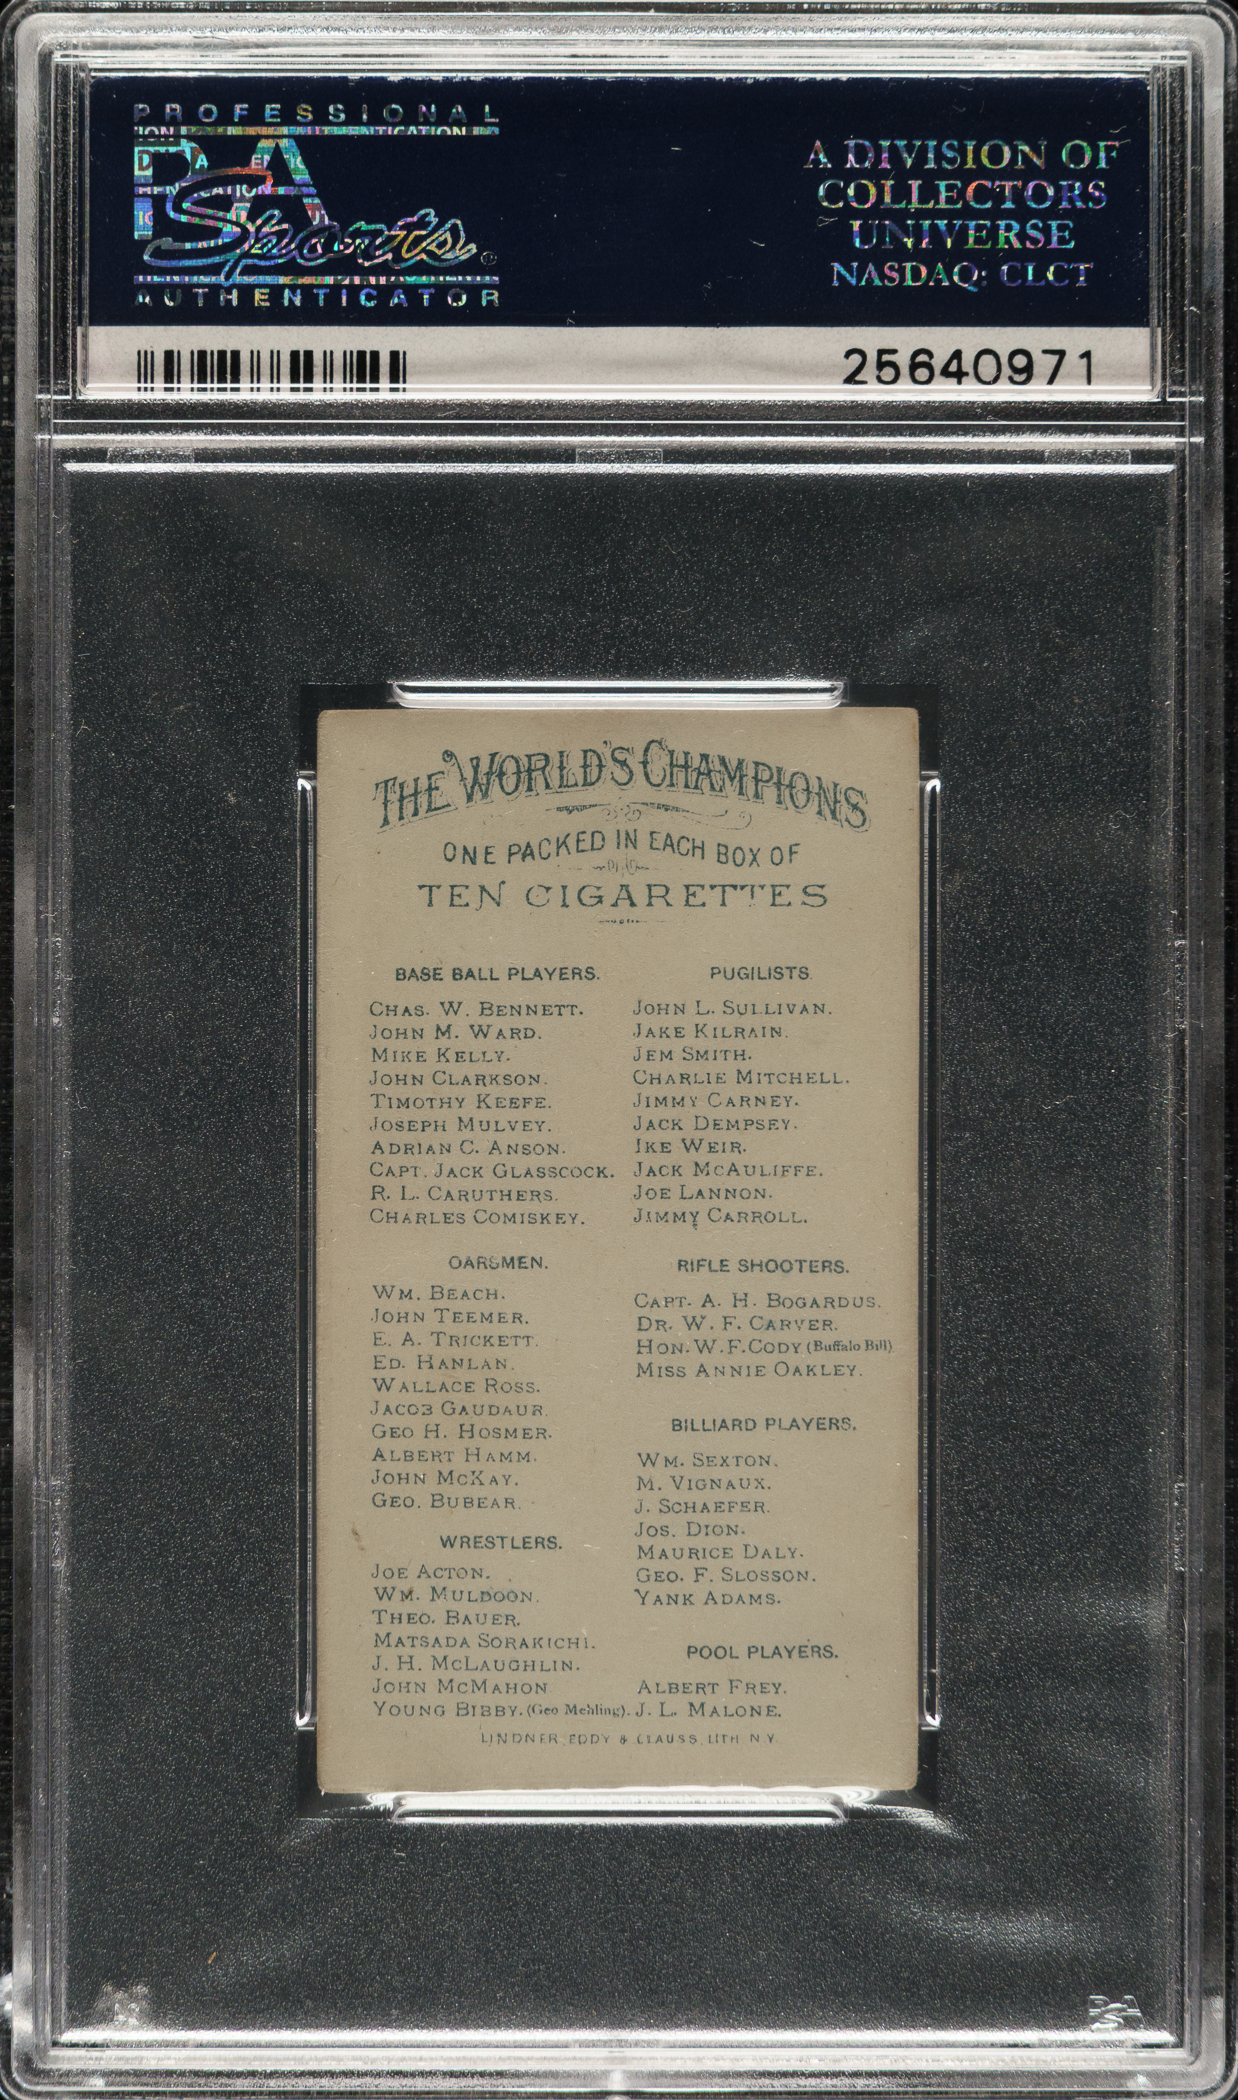 PROFESSIONAL
PSA
Sports®
AUTHENTICATOR
A DIVISION OF
COLLECTORS
UNIVERSE
NASDAQ: CLCT
25640971
THE WORLD'S CHAMPIONS
ONE PACKED IN EACH BOX OF
TEN CIGARETTES
BASE BALL PLAYERS.
CHAS. W. BENNETT.
JOHN M. WARD.
MIKE KELLY.
JOHN CLARKSON.
TIMOTHY KEEFE.
JOSEPH MULVEY.
ADRIAN C. ANSON.
CAPT. JACK GLASSCOCK.
R. L. CARUTHERS.
CHARLES COMISKEY.
OARSMEN.
WM. BEACH.
JOHN TEEMER.
E. A. TRICKETT.
ED. HANLAN.
WALLACE ROSS.
JACOB GAUDAUR.
GEO H. HOSMER.
ALBERT HAMM.
JOHN MCKAY.
GEO. BUBEAR.
WRESTLERS.
JOE ACTON.
WM. MULDOON.
THEO. BAUER.
MATSADA SORAKICHI.
J. H. MCLAUGHLIN.
JOHN MCMAHON
YOUNG BIBBY. (Geo Mehling).
PUGILISTS.
JOHN L. SULLIVAN.
JAKE KILRAIN.
JEM SMITH.
CHARLIE MITCHELL.
JIMMY CARNEY.
JACK DEMPSEY.
IKE WEIR.
JACK MCAULIFFE.
JOE LANNON.
JIMMY CARROLL.
RIFLE SHOOTERS.
CAPT. A. H. BOGARDUS.
DR. W. F. CARVER.
HON. W. F. CODY (Buffalo Bill)
MISS ANNIE OAKLEY.
BILLIARD PLAYERS.
WM. SEXTON.
M. VIGNAUX.
J. SCHAEFER.
JOS. DION.
MAURICE DALY.
GEO. F. SLOSSON.
YANK ADAMS.
POOL PLAYERS.
ALBERT FREY.
J. L. MALONE.
LINDNER, EDDY & CLAUSS, LITH. N.Y.
PSA